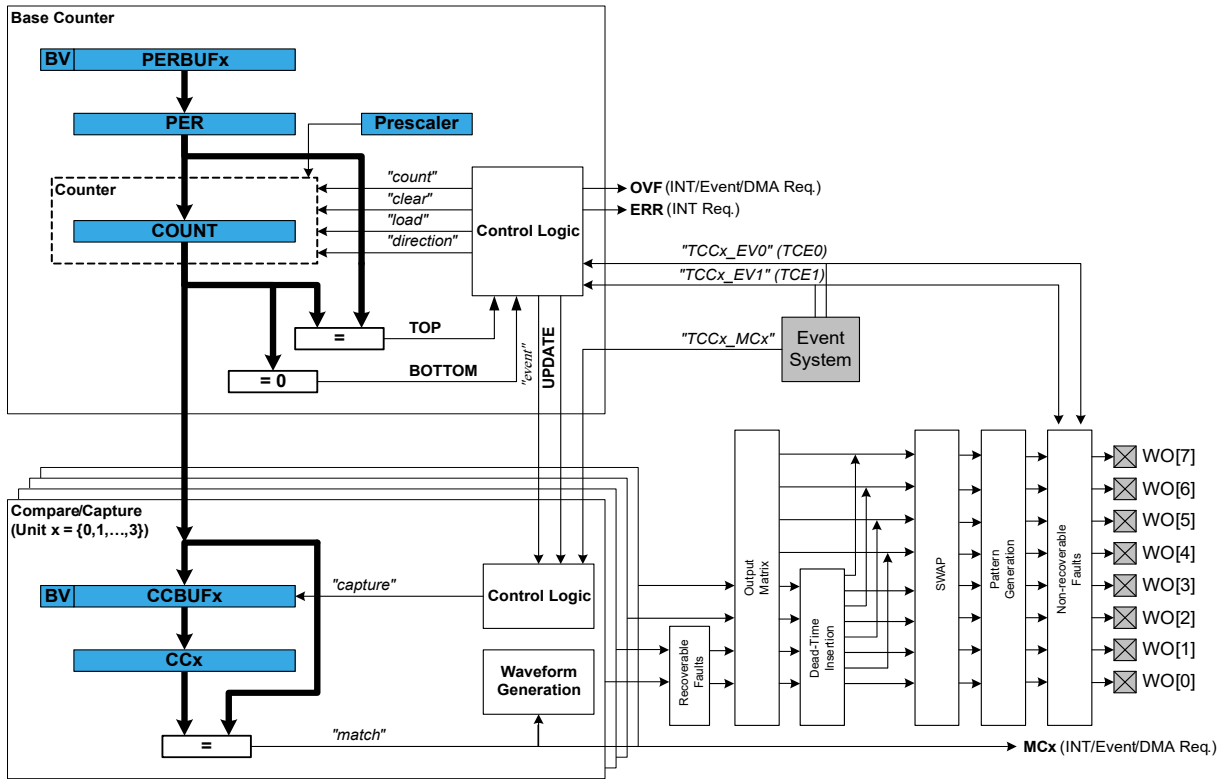 Base Counter
BV
PERBUFx
PER
Prescaler
Counter
COUNT
"count"
"clear"
"load"
"direction"
Control Logic
OVF (INT/Event/DMA Req.)
ERR (INT Req.)
"TCCx_EV0" (TCE0)
"TCCx_EV1" (TCE1)
"TCCx_MCx"
Event
System
=
TOP
= 0
BOTTOM
"event"
UPDATE
Compare/Capture
(Unit x = {0,1,…,3})
BV
CCBUFx
"capture"
Control Logic
CCx
Waveform
Generation
=
"match"
Recoverable
Faults
Output
Matrix
Dead-Time
Insertion
SWAP
Pattern
Generation
Non-recoverable
Faults
WO[7]
WO[6]
WO[5]
WO[4]
WO[3]
WO[2]
WO[1]
WO[0]
MCx (INT/Event/DMA Req.)